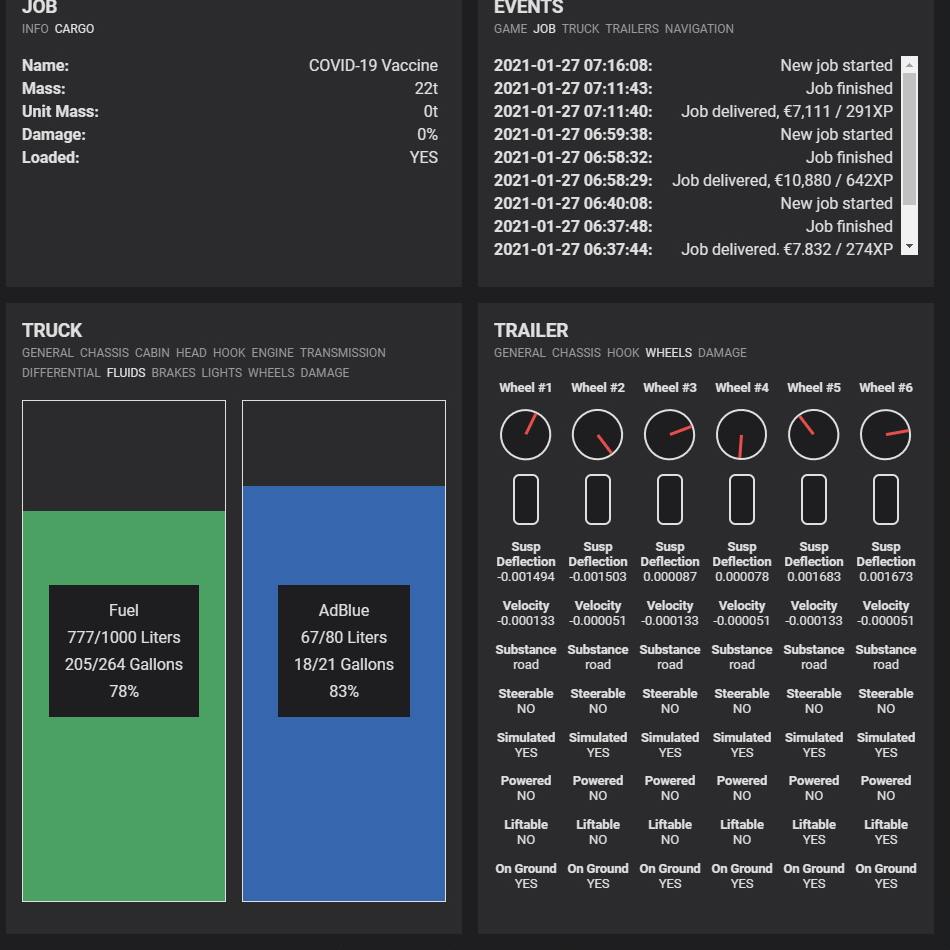 JOB
INFO CARGO
Name: COVID-19 Vaccine
Mass: 22t
Unit Mass: 0t
Damage: 0%
Loaded: YES
EVENTS
GAME JOB TRUCK TRAILERS NAVIGATION
2021-01-27 07:16:08: New job started
2021-01-27 07:11:43: Job finished
2021-01-27 07:11:40: Job delivered, €7,111 / 291XP
2021-01-27 06:59:38: New job started
2021-01-27 06:58:32: Job finished
2021-01-27 06:58:29: Job delivered, €10,880 / 642XP
2021-01-27 06:40:08: New job started
2021-01-27 06:37:48: Job finished
2021-01-27 06:37:44: Job delivered, €7,832 / 274XP
TRUCK
GENERAL CHASSIS CABIN HEAD HOOK ENGINE TRANSMISSION
DIFFERENTIAL FLUIDS BRAKES LIGHTS WHEELS DAMAGE
Fuel
777/1000 Liters
205/264 Gallons
78%
AdBlue
67/80 Liters
18/21 Gallons
83%
TRAILER
GENERAL CHASSIS HOOK WHEELS DAMAGE
Wheel #1 Wheel #2 Wheel #3 Wheel #4 Wheel #5 Wheel #6
Susp Susp Susp Susp Susp Susp
Deflection Deflection Deflection Deflection Deflection Deflection
-0.001494 -0.001503 0.000087 0.000078 0.001683 0.001673
Velocity Velocity Velocity Velocity Velocity Velocity
-0.000133 -0.000051 -0.000133 -0.000051 -0.000133 -0.000051
Substance Substance Substance Substance Substance Substance
road road road road road road
Steerable Steerable Steerable Steerable Steerable Steerable
NO NO NO NO NO NO
Simulated Simulated Simulated Simulated Simulated Simulated
YES YES YES YES YES YES
Powered Powered Powered Powered Powered Powered
NO NO NO NO NO NO
Liftable Liftable Liftable Liftable Liftable Liftable
NO NO NO NO YES YES
On Ground On Ground On Ground On Ground On Ground On Ground
YES YES YES YES YES YES